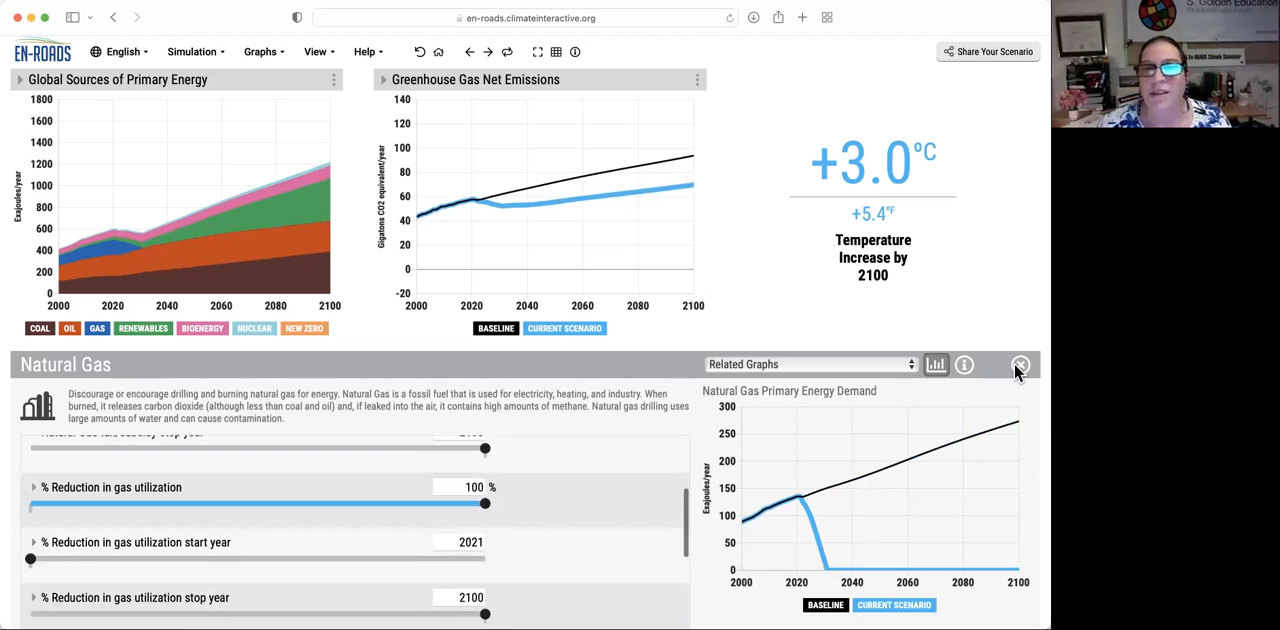 en-roads.climateinteractive.org
EN-ROADS
English
Simulation
Graphs
View
Help
Share Your Scenario
S. Golden Education
Global Sources of Primary Energy
1800
1600
1400
1200
1000
800
600
400
200
0
Exajoules/year
2000
2020
2040
2060
2080
2100
COAL
OIL
GAS
RENEWABLES
BIOENERGY
NUCLEAR
NEW ZERO
Greenhouse Gas Net Emissions
140
120
100
80
60
40
20
0
-20
Gigatons CO2 equivalent/year
2000
2020
2040
2060
2080
2100
BASELINE
CURRENT SCENARIO
+3.0°C
+5.4°F
Temperature
Increase by
2100
Natural Gas
Related Graphs
Discourage or encourage drilling and burning natural gas for energy. Natural Gas is a fossil fuel that is used for electricity, heating, and industry. When
burned, it releases carbon dioxide (although less than coal and oil) and, if leaked into the air, it contains high amounts of methane. Natural gas drilling uses
large amounts of water and can cause contamination.
% Reduction in gas utilization
100 %
% Reduction in gas utilization start year
2021
% Reduction in gas utilization stop year
2100
Natural Gas Primary Energy Demand
300
250
200
150
100
50
0
Exajoules/year
2000
2020
2040
2060
2080
2100
BASELINE
CURRENT SCENARIO